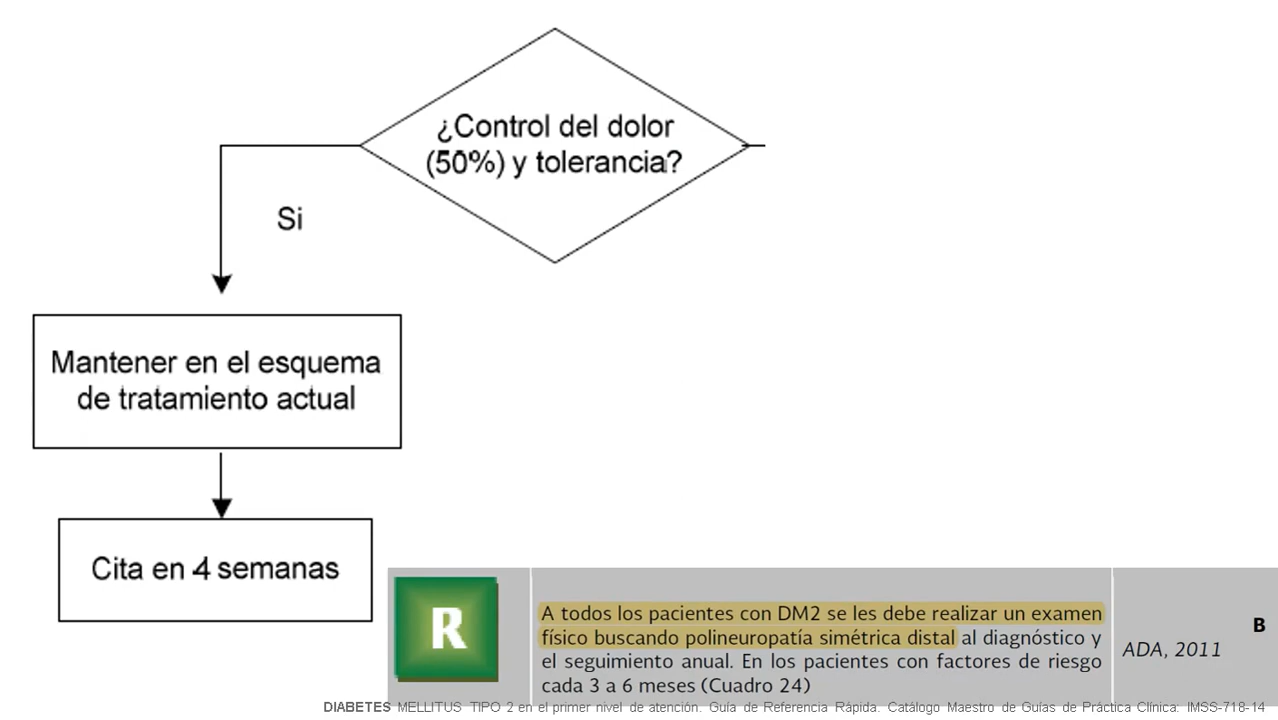 ¿Control del dolor
(50%) y tolerancia?
Si
Mantener en el esquema
de tratamiento actual
Cita en 4 semanas
R
A todos los pacientes con DM2 se les debe realizar un examen
físico buscando polineuropatía simétrica distal al diagnóstico y
el seguimiento anual. En los pacientes con factores de riesgo
cada 3 a 6 meses (Cuadro 24)
B
ADA, 2011
DIABETES MELLITUS TIPO 2 en el primer nivel de atención. Guía de Referencia Rápida. Catálogo Maestro de Guías de Práctica Clínica: IMSS-718-14